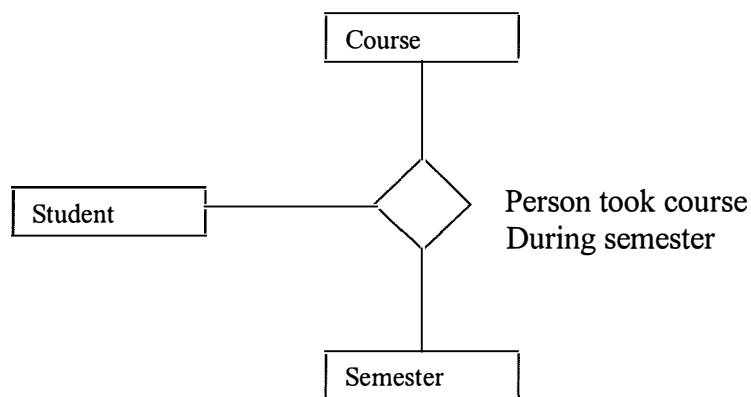 Course
Student
Person took course
During semester
Semester